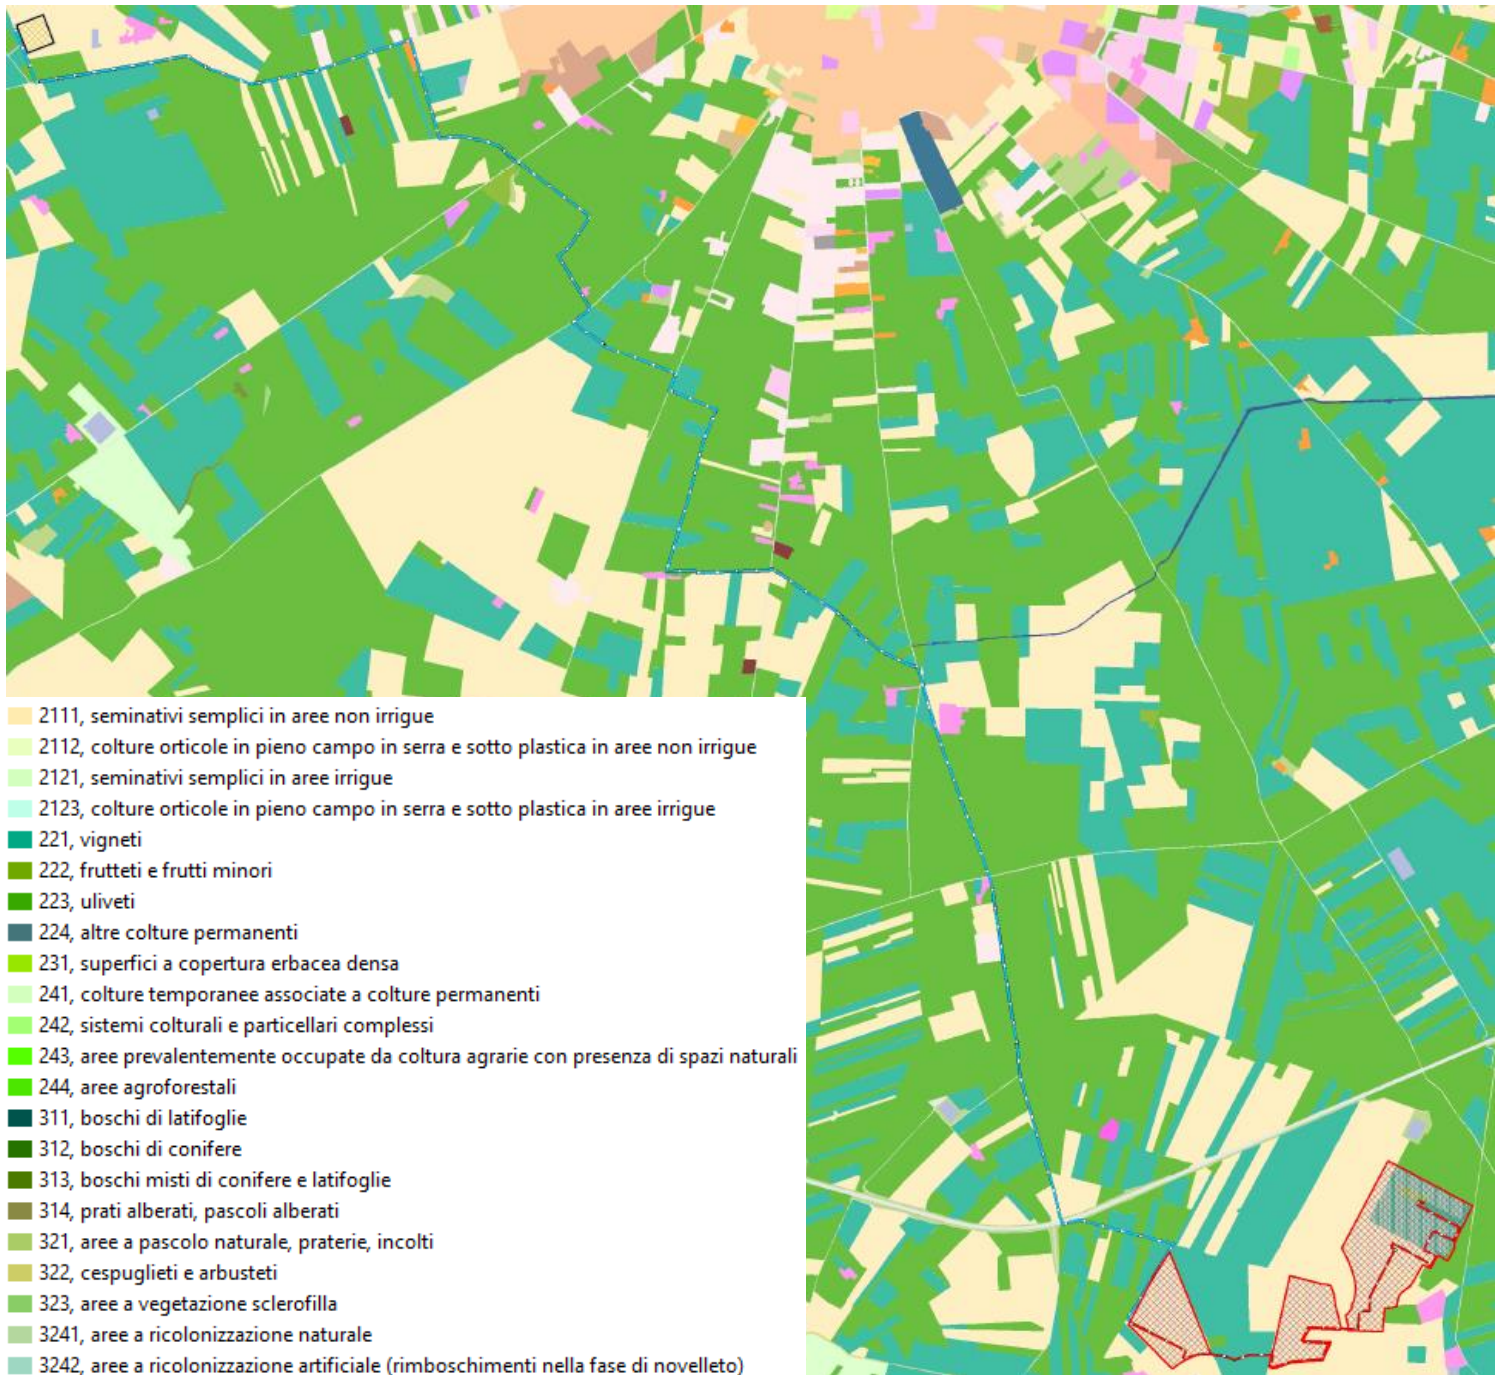 2111, seminativi semplici in aree non irrigue
2112, colture orticole in pieno campo in serra e sotto plastica in aree non irrigue
2121, seminativi semplici in aree irrigue
2123, colture orticole in pieno campo in serra e sotto plastica in aree irrigue
221, vigneti
222, frutteti e frutti minori
223, uliveti
224, altre colture permanenti
231, superfici a copertura erbacea densa
241, colture temporanee associate a colture permanenti
242, sistemi colturali e particellari complessi
243, aree prevalentemente occupate da coltura agrarie con presenza di spazi naturali
244, aree agroforestali
311, boschi di latifoglie
312, boschi di conifere
313, boschi misti di conifere e latifoglie
314, prati alberati, pascoli alberati
321, aree a pascolo naturale, praterie, incolti
322, cespuglieti e arbusteti
323, aree a vegetazione sclerofilla
3241, aree a ricolonizzazione naturale
3242, aree a ricolonizzazione artificiale (rimboschimenti nella fase di novelleto)